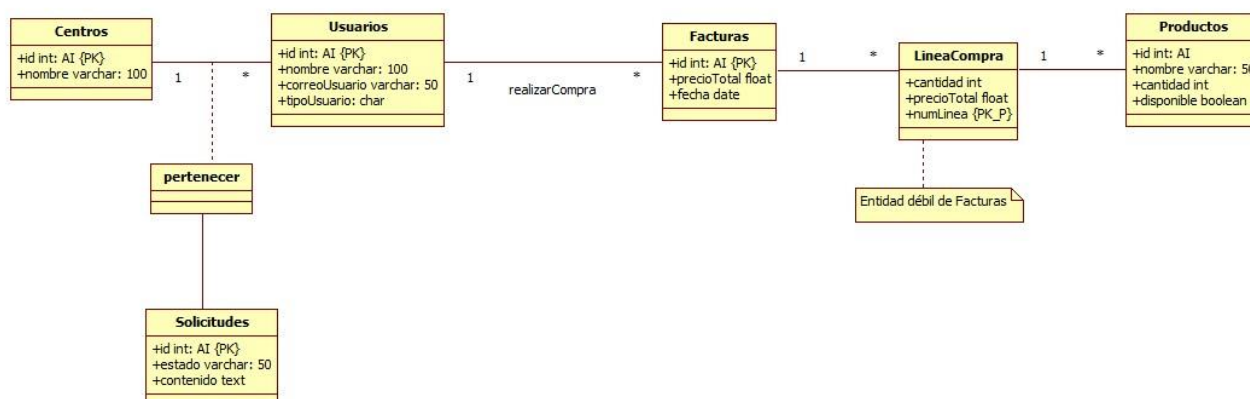 Centros
+id int: AI {PK}
+nombre varchar: 100
1
*
Usuarios
+id int: AI {PK}
+nombre varchar: 100
+correoUsuario varchar: 50
+tipoUsuario: char
1
realizarCompra
*
Facturas
+id int: AI {PK}
+precioTotal float
+fecha date
1
*
LineaCompra
+cantidad int
+precioTotal float
+numLinea {PK_P}
1
*
Productos
+id int: AI
+nombre varchar: 50
+cantidad int
+disponible boolean
pertenecer
Entidad débil de Facturas
Solicitudes
+id int: AI {PK}
+estado varchar: 50
+contenido text